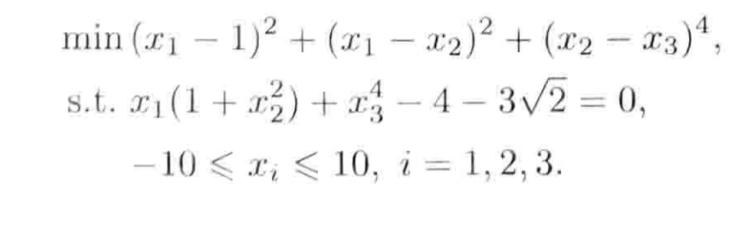 min (x₁ − 1)² + (x₁ − x₂)² + (x₂ − x₃)⁴,
s.t. x₁(1 + x₂²) + x₃⁴ − 4 − 3√2 = 0,
−10 ⩽ xᵢ ⩽ 10, i = 1, 2, 3.